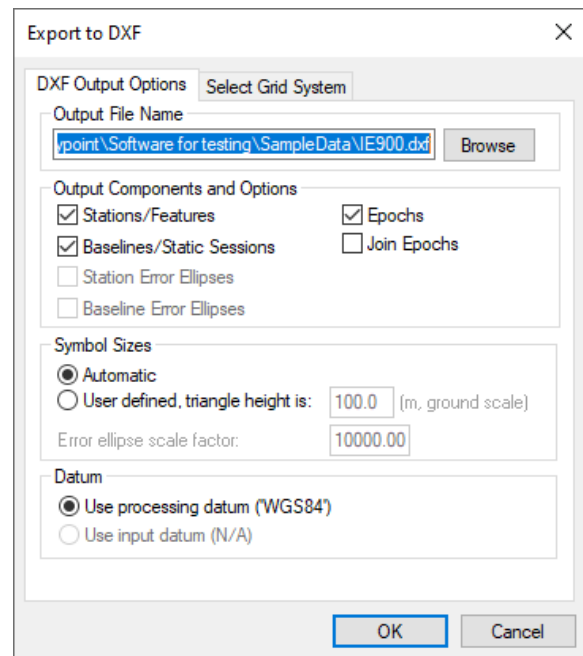 Export to DXF
DXF Output Options
Select Grid System
Output File Name
ypoint\Software for testing\SampleData\IE900.dxf
Browse
Output Components and Options
Stations/Features
Epochs
Baselines/Static Sessions
Join Epochs
Station Error Ellipses
Baseline Error Ellipses
Symbol Sizes
Automatic
User defined, triangle height is: 100.0 (m, ground scale)
Error ellipse scale factor: 10000.00
Datum
Use processing datum ("WGS84")
Use input datum (N/A)
OK
Cancel